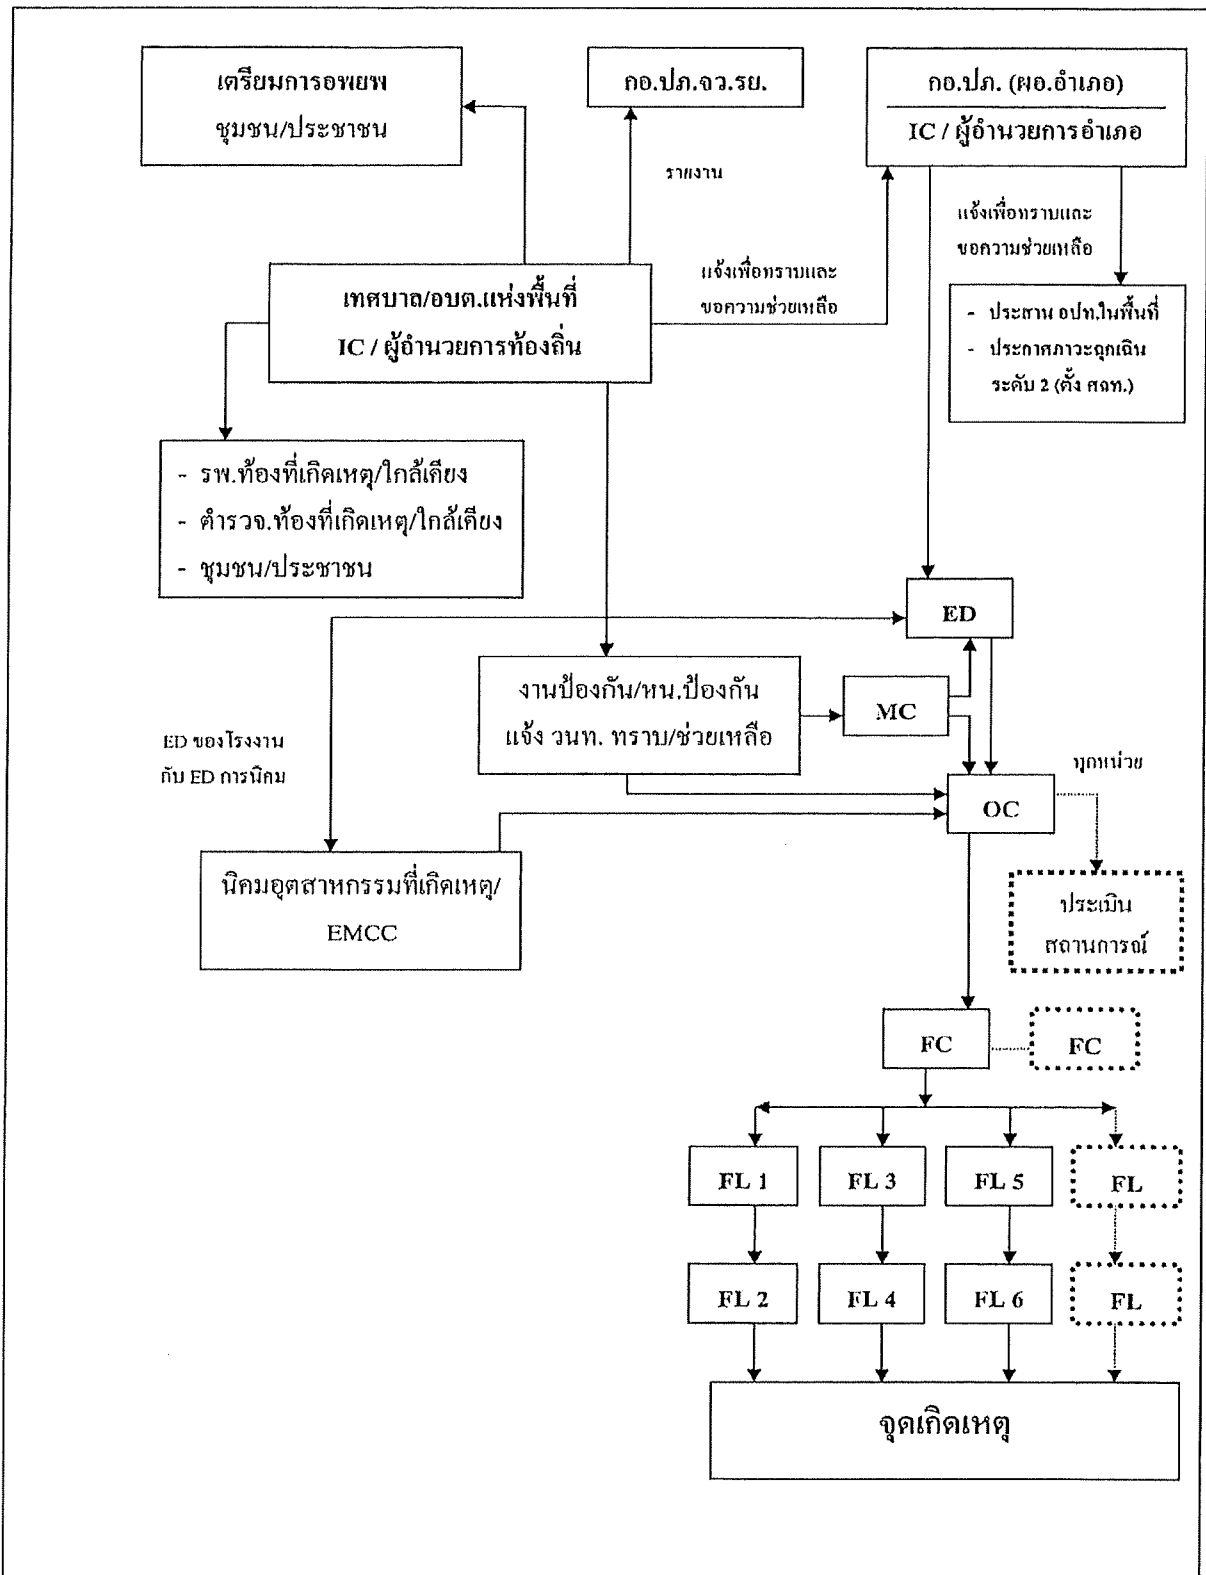 เตรียมการอพยพ
ชุมชน/ประชาชน
กอ.ปภ.จว.รย.
กอ.ปภ. (ผอ.อำเภอ)
IC / ผู้อำนวยการอำเภอ
รายงาน
แจ้งเพื่อทราบและ
ขอความช่วยเหลือ
แจ้งเพื่อทราบและ
ขอความช่วยเหลือ
เทศบาล/อบต.แห่งพื้นที่
IC / ผู้อำนวยการท้องถิ่น
- ประสาน อปท.ในพื้นที่
- ประกาศภาวะฉุกเฉิน
ระดับ 2 (ตั้ง ศฉท.)
- รพ.ท้องที่เกิดเหตุ/ใกล้เคียง
- ตำรวจ.ท้องที่เกิดเหตุ/ใกล้เคียง
- ชุมชน/ประชาชน
ED
งานป้องกัน/หน.ป้องกัน
แจ้ง วนท. ทราบ/ช่วยเหลือ
MC
ED ของโรงงาน
กับ ED การนิคม
ทุกหน่วย
OC
นิคมอุตสาหกรรมที่เกิดเหตุ/
EMCC
ประเมิน
สถานการณ์
FC
FC
FL 1
FL 3
FL 5
FL
FL 2
FL 4
FL 6
FL
จุดเกิดเหตุ